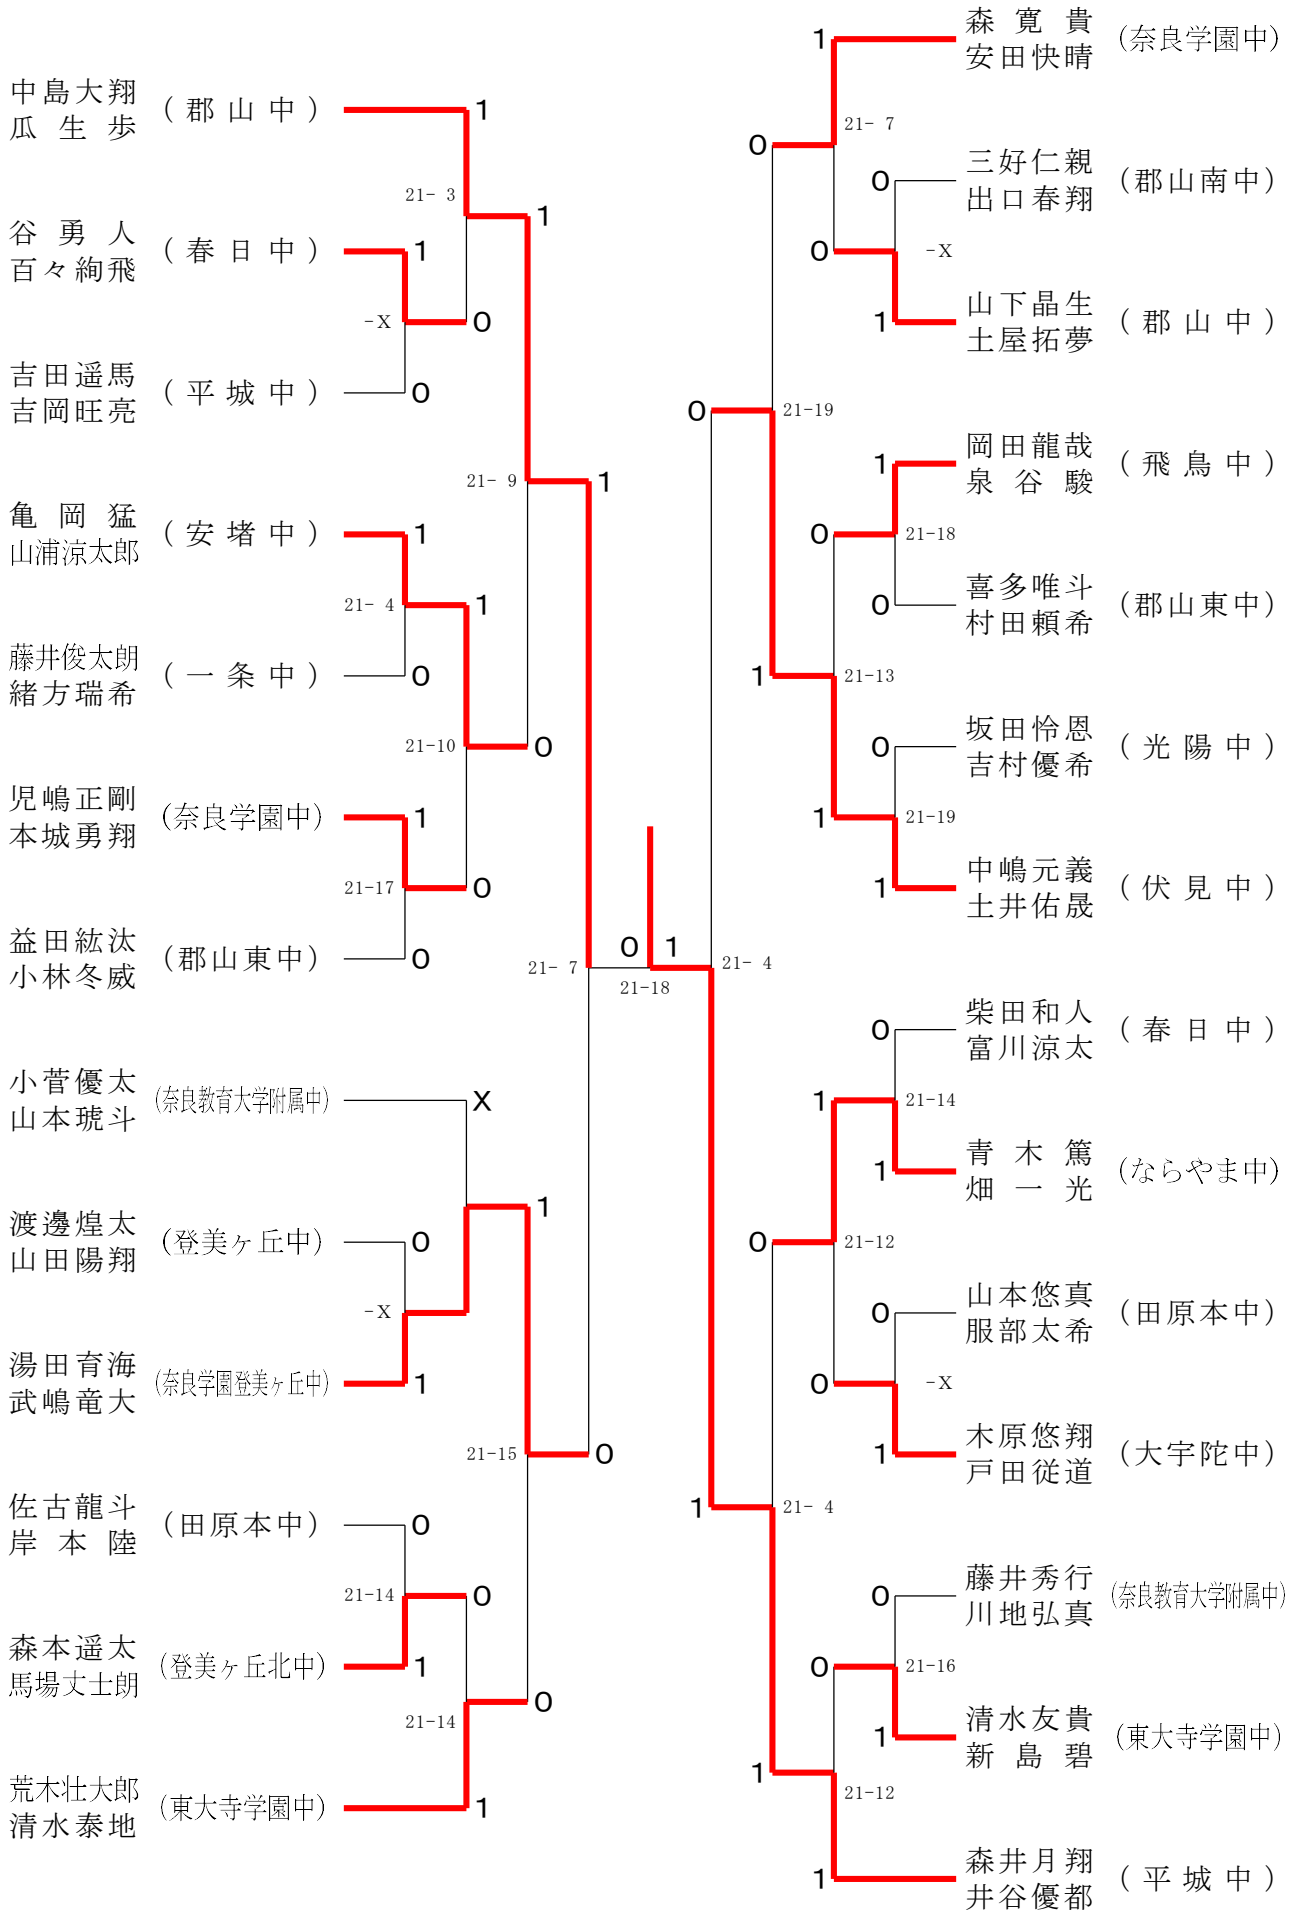 中島大翔
瓜生歩
(郡山中)
1
21- 3
1
谷勇人
百々絢飛
(春日中)
1
-X
0
吉田遥馬
吉岡旺亮
(平城中)
0
21- 9
1
亀岡猛
山浦涼太郎
(安堵中)
1
21- 4
1
藤井俊太朗
緒方瑞希
(一条中)
0
21-10
0
児嶋正剛
本城勇翔
(奈良学園中)
1
21-17
0
益田紘汰
小林冬威
(郡山東中)
0
21- 7
0
1
21-18
小菅優太
山本琥斗
(奈良教育大学附属中)
X
1
渡邊煌太
山田陽翔
(登美ヶ丘中)
0
-X
湯田育海
武嶋竜大
(奈良学園登美ヶ丘中)
1
21-15
0
佐古龍斗
岸本陸
(田原本中)
0
21-14
0
森本遥太
馬場丈士朗
(登美ヶ丘北中)
1
21-14
0
荒木壮大郎
清水泰地
(東大寺学園中)
1
1
森寛貴
安田快晴
(奈良学園中)
0
21- 7
0
三好仁親
出口春翔
(郡山南中)
0
-X
1
山下晶生
土屋拓夢
(郡山中)
0
21-19
1
岡田龍哉
泉谷駿
(飛鳥中)
0
21-18
0
喜多唯斗
村田頼希
(郡山東中)
1
21-13
0
坂田怜恩
吉村優希
(光陽中)
1
21-19
1
中嶋元義
土井佑晟
(伏見中)
21- 4
0
柴田和人
富川涼太
(春日中)
1
21-14
1
青木篤
畑一光
(ならやま中)
0
21-12
0
山本悠真
服部太希
(田原本中)
0
-X
1
木原悠翔
戸田従道
(大宇陀中)
1
21- 4
0
藤井秀行
川地弘真
(奈良教育大学附属中)
0
21-16
1
清水友貴
新島碧
(東大寺学園中)
1
21-12
1
森井月翔
井谷優都
(平城中)